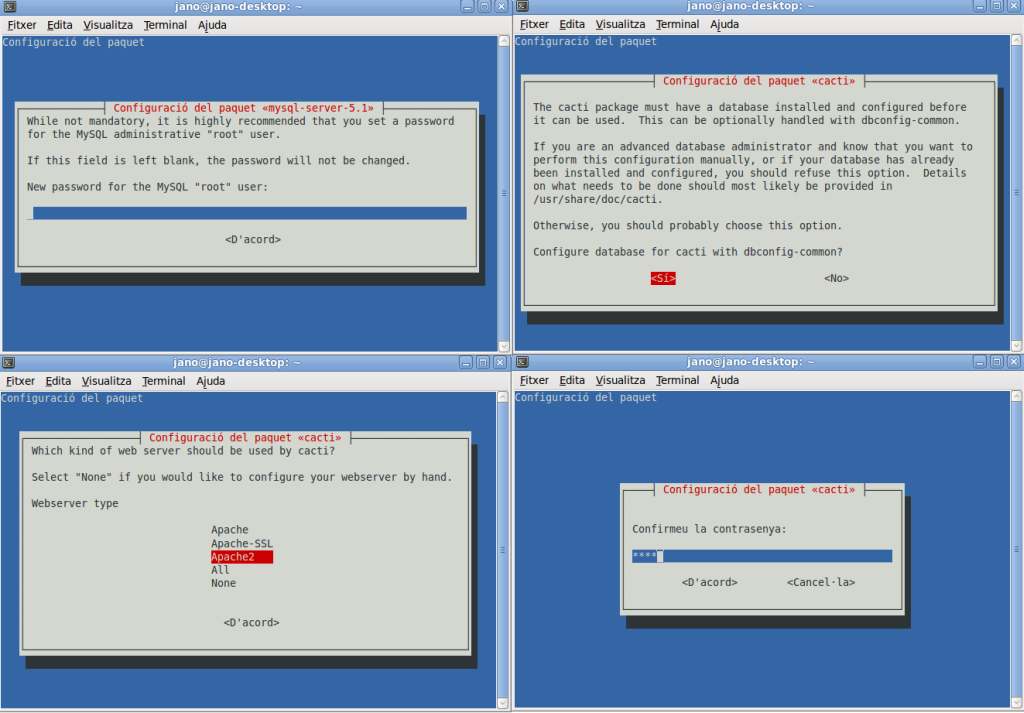 jano@jano-desktop: ~
Fitxer Edita Visualitza Terminal Ajuda
Configuració del paquet
Configuració del paquet «mysql-server-5.1»
While not mandatory, it is highly recommended that you set a password
for the MySQL administrative "root" user.
If this field is left blank, the password will not be changed.
New password for the MySQL "root" user:
<D'acord>
jano@jano-desktop: ~
Fitxer Edita Visualitza Terminal Ajuda
Configuració del paquet
Configuració del paquet «cacti»
The cacti package must have a database installed and configured before
it can be used.  This can be optionally handled with dbconfig-common.
If you are an advanced database administrator and know that you want to
perform this configuration manually, or if your database has already
been installed and configured, you should refuse this option.  Details
on what needs to be done should most likely be provided in
/usr/share/doc/cacti.
Otherwise, you should probably choose this option.
Configure database for cacti with dbconfig-common?
<Sí> <No>
jano@jano-desktop: ~
Fitxer Edita Visualitza Terminal Ajuda
Configuració del paquet
Configuració del paquet «cacti»
Which kind of web server should be used by cacti?
Select "None" if you would like to configure your webserver by hand.
Webserver type
Apache
Apache-SSL
Apache2
All
None
<D'acord>
jano@jano-desktop: ~
Fitxer Edita Visualitza Terminal Ajuda
Configuració del paquet
Configuració del paquet «cacti»
Confirmeu la contrasenya:
****
<D'acord> <Cancel·la>